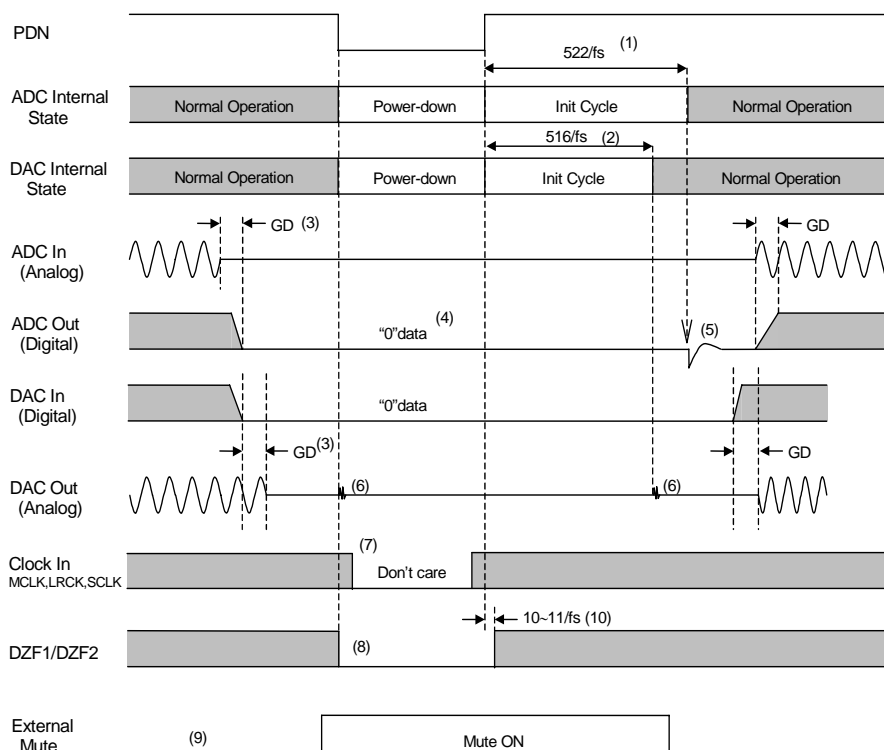 PDN
522/fs (1)
ADC Internal
State
Normal Operation Power-down Init Cycle Normal Operation
516/fs (2)
DAC Internal
State
Normal Operation Power-down Init Cycle Normal Operation
GD (3) GD
ADC In
(Analog)
ADC Out
(Digital)
“0”data (4) (5)
DAC In
(Digital)
“0”data
GD (3) GD
DAC Out
(Analog)
(6) (6)
Clock In
MCLK,LRCK,SCLK
(7) Don't care
10~11/fs (10)
DZF1/DZF2 (8)
External
Mute
(9) Mute ON